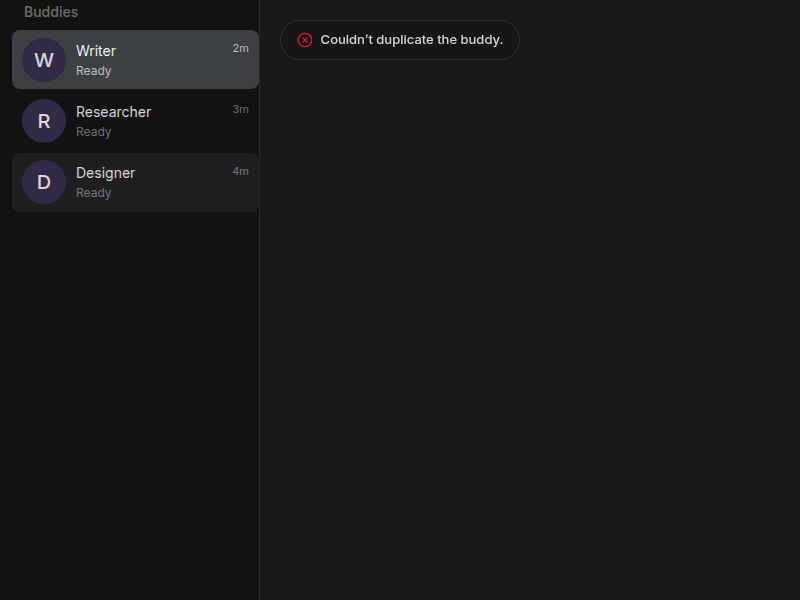 Buddies
W
Writer
2m
Ready
R
Researcher
3m
Ready
D
Designer
4m
Ready
Couldn’t duplicate the buddy.